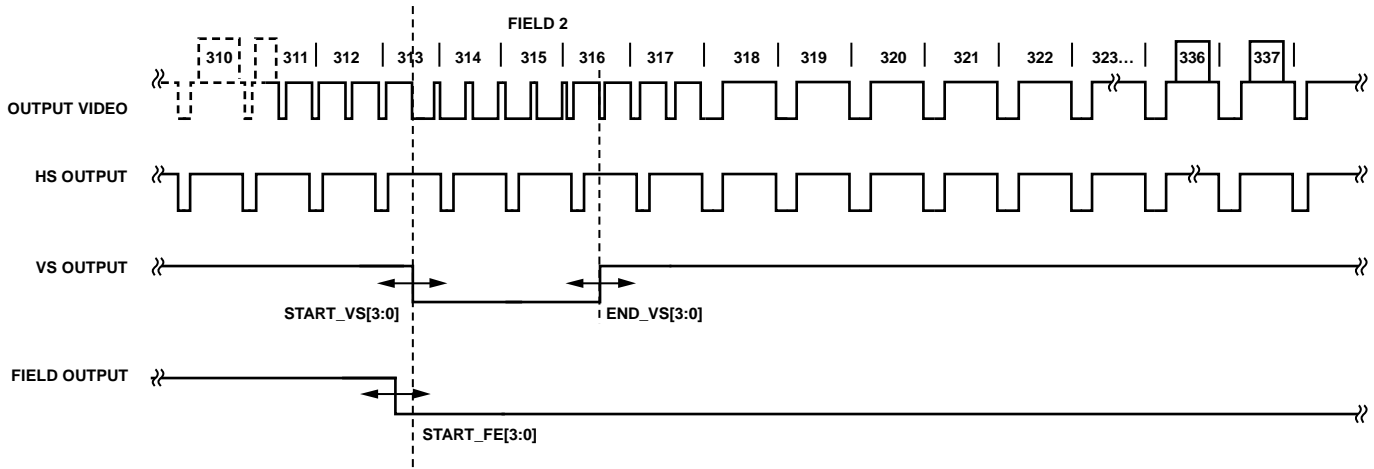 FIELD 2
310 311 312 313 314 315 316 317 318 319 320 321 322 323... 336 337
OUTPUT VIDEO
HS OUTPUT
VS OUTPUT
START_VS[3:0] END_VS[3:0]
FIELD OUTPUT
START_FE[3:0]